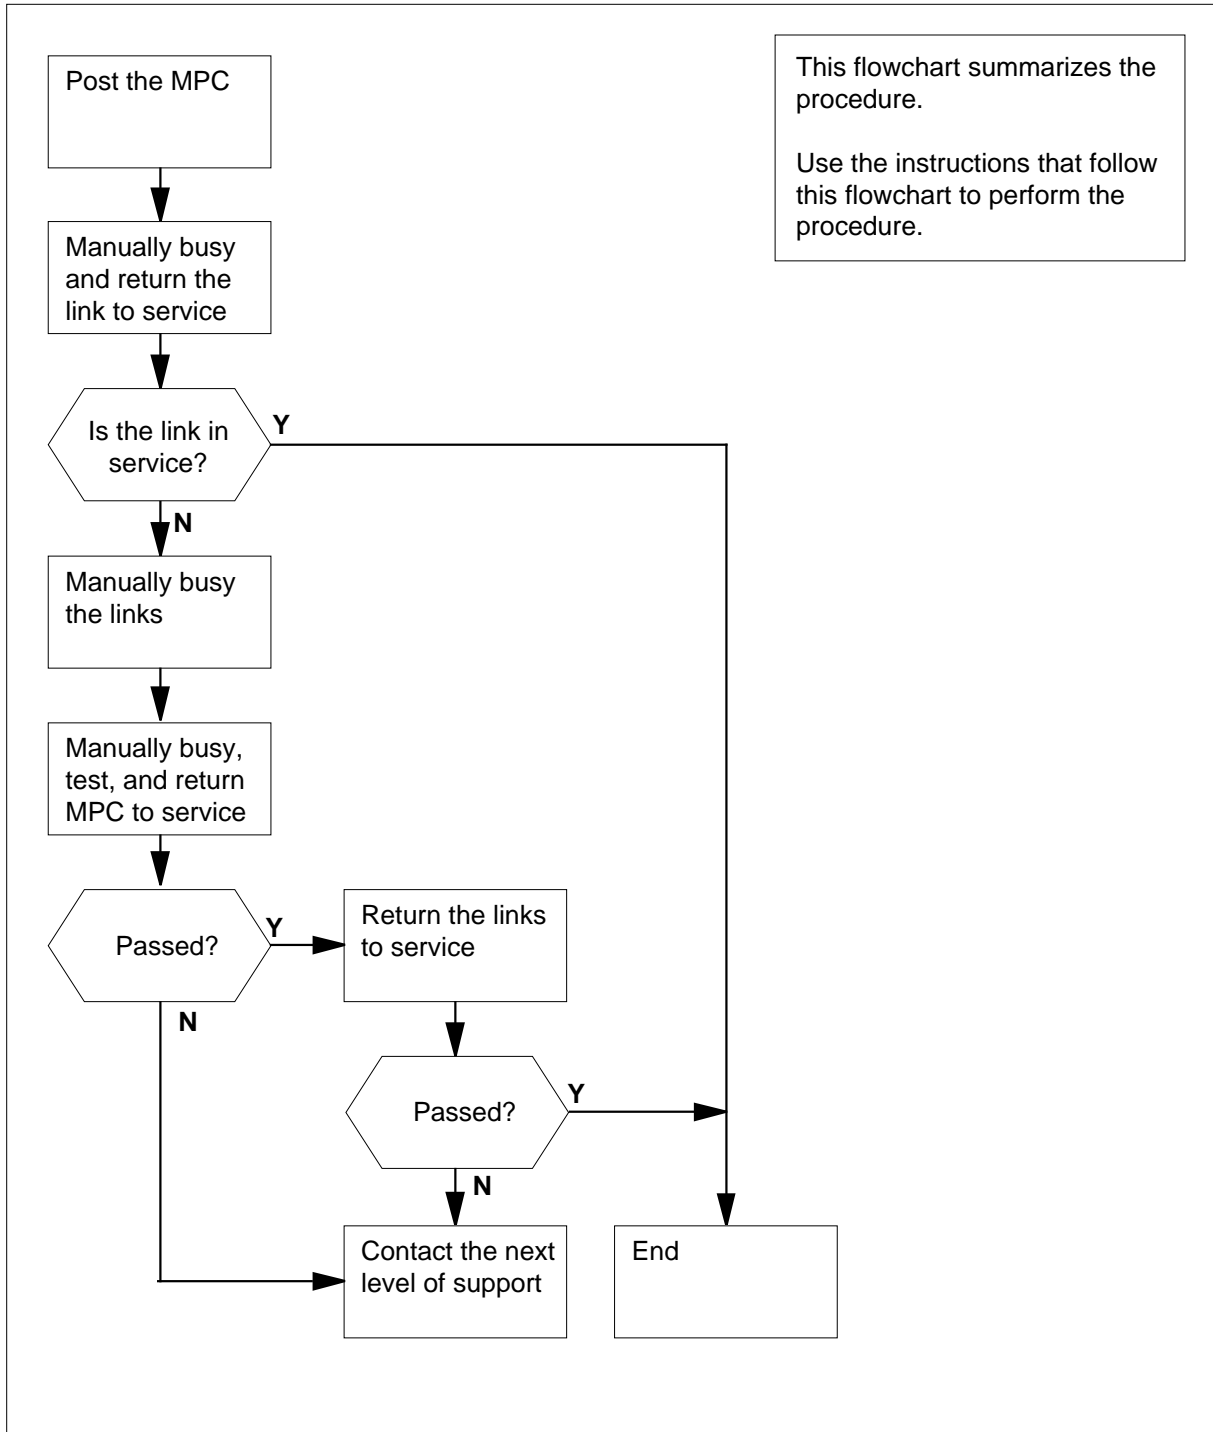 Post the MPC
This flowchart summarizes the
procedure.
Use the instructions that follow
this flowchart to perform the
procedure.
Manually busy
and return the
link to service
Is the link in
service?
Y
N
Manually busy
the links
Manually busy,
test, and return
MPC to service
Passed?
Y
N
Return the links
to service
Passed?
Y
N
Contact the next
level of support
End